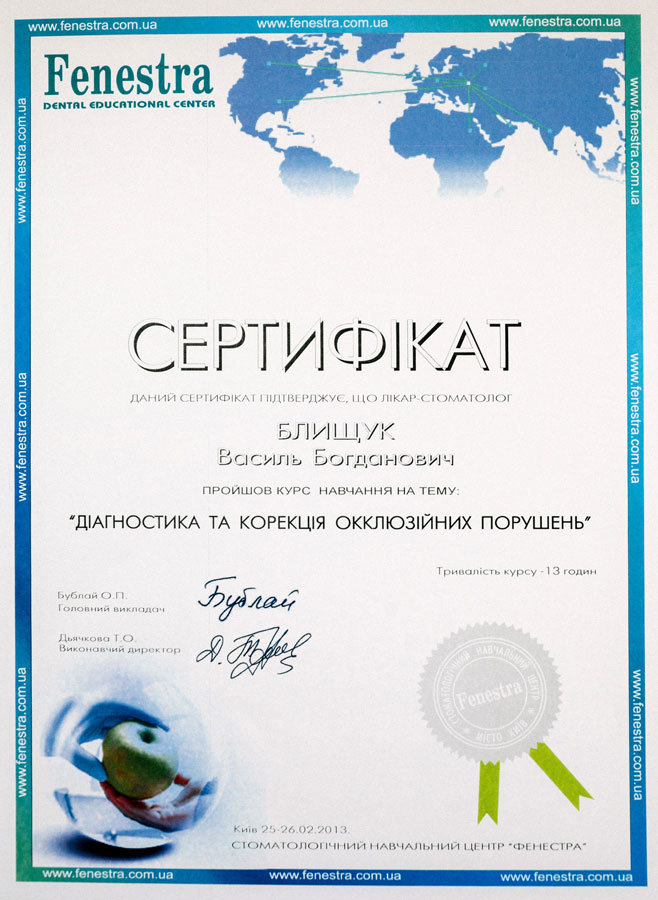 www.fenestra.com.ua www.fenestra.com.ua www.fenestra.com.ua
Fenestra
DENTAL EDUCATIONAL CENTER
www.fenestra.com.ua
www.fenestra.com.ua
СЕРТИФІКАТ
ДАНИЙ СЕРТИФІКАТ ПІДТВЕРДЖУЄ, ЩО ЛІКАР-СТОМАТОЛОГ
БЛИЩУК
Василь Богданович
ПРОЙШОВ КУРС НАВЧАННЯ НА ТЕМУ:
"ДІАГНОСТИКА ТА КОРЕКЦІЯ ОККЛЮЗІЙНИХ ПОРУШЕНЬ"
www.fenestra.com.ua
www.fenestra.com.ua
Тривалість курсу -13 годин
Бублай О.П.
Головний викладач
Бублай
Дьячкова Т.О.
Виконавчий директор
СТОМАТОЛОГІЧНИЙ НАВЧАЛЬНИЙ ЦЕНТР
Fenestra
МІСТО КИЇВ
www.fenestra.com.ua
www.fenestra.com.ua
Київ 25-26.02.2013.
СТОМАТОЛОГІЧНИЙ НАВЧАЛЬНИЙ ЦЕНТР "ФЕНЕСТРА"
www.fenestra.com.ua www.fenestra.com.ua www.fenestra.com.ua